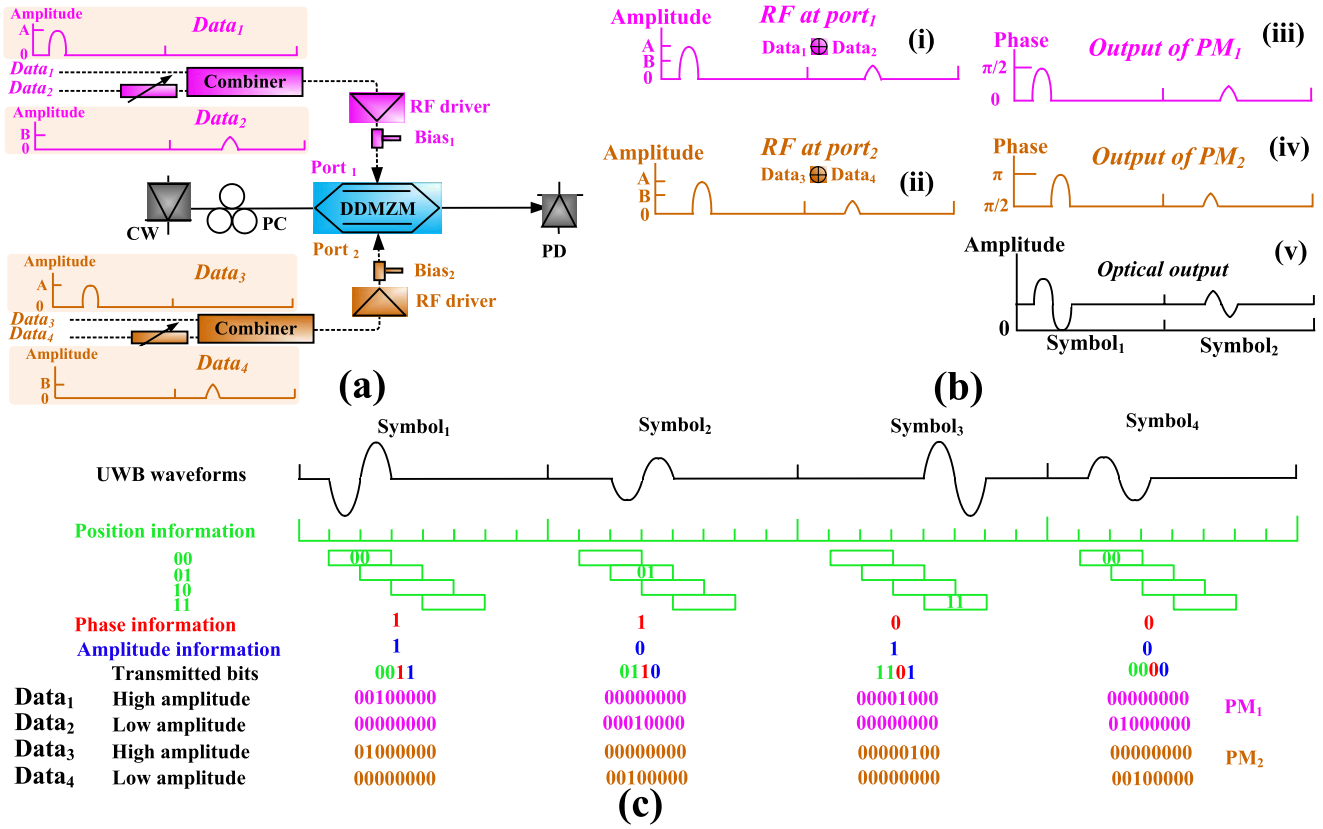 Amplitude
A
0
Data1
Data1
Data2
Combiner
Amplitude
B
0
Data2
RF driver
Bias1
Port 1
CW
PC
DDMZM
PD
Port 2
Bias2
RF driver
Amplitude
A
0
Data3
Data3
Data4
Combiner
Amplitude
B
0
Data4
(a)
Amplitude
A
B
0
RF at port1
Data1 ⊕ Data2
(i)
Amplitude
A
B
0
RF at port2
Data3 ⊕ Data4
(ii)
Phase
π/2
0
Output of PM1
(iii)
Phase
π
π/2
Output of PM2
(iv)
Amplitude
0
Optical output
(v)
Symbol1 Symbol2
(b)
Symbol1 Symbol2 Symbol3 Symbol4
UWB waveforms
Position information
00 00 00
01 01
10
11 11
Phase information 1 1 0 0
Amplitude information 1 0 1 0
Transmitted bits 0011 0110 1101 0000
Data1 High amplitude 00100000 00000000 00001000 00000000
PM1
Data2 Low amplitude 00000000 00010000 00000000 01000000
Data3 High amplitude 01000000 00000000 00000100 00000000
PM2
Data4 Low amplitude 00000000 00100000 00000000 00100000
(c)